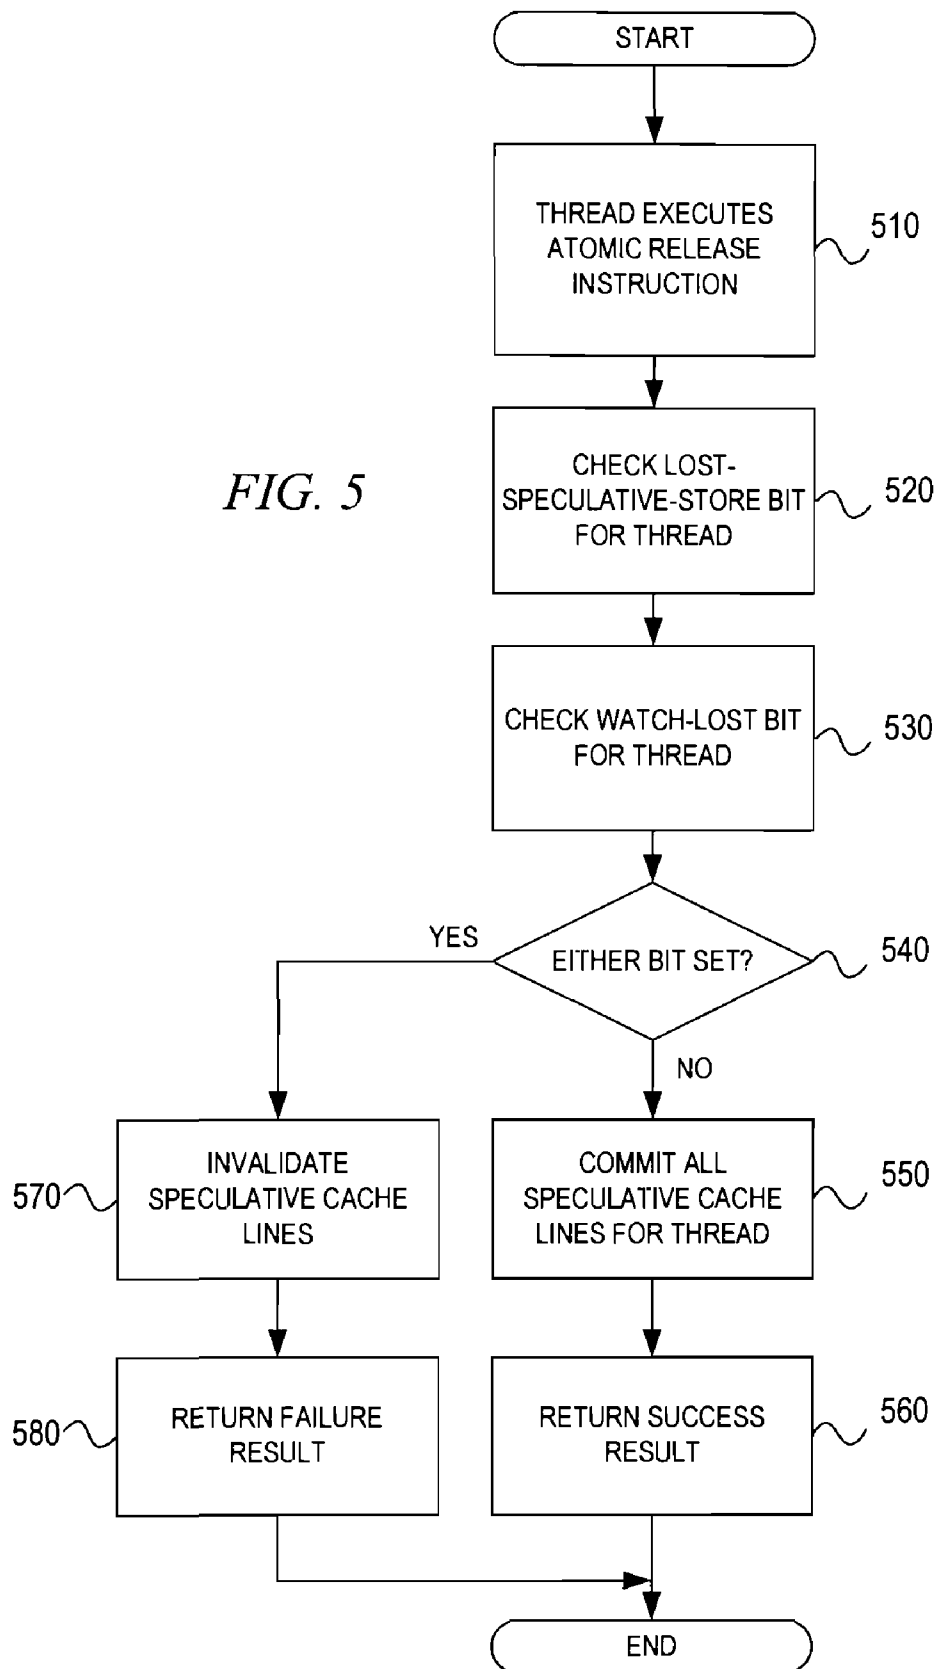 START
THREAD EXECUTES
ATOMIC RELEASE
INSTRUCTION
510
CHECK LOST-
SPECULATIVE-STORE BIT
FOR THREAD
520
FIG. 5
CHECK WATCH-LOST BIT
FOR THREAD
530
YES
EITHER BIT SET?
540
NO
570
INVALIDATE
SPECULATIVE CACHE
LINES
COMMIT ALL
SPECULATIVE CACHE
LINES FOR THREAD
550
580
RETURN FAILURE
RESULT
RETURN SUCCESS
RESULT
560
END